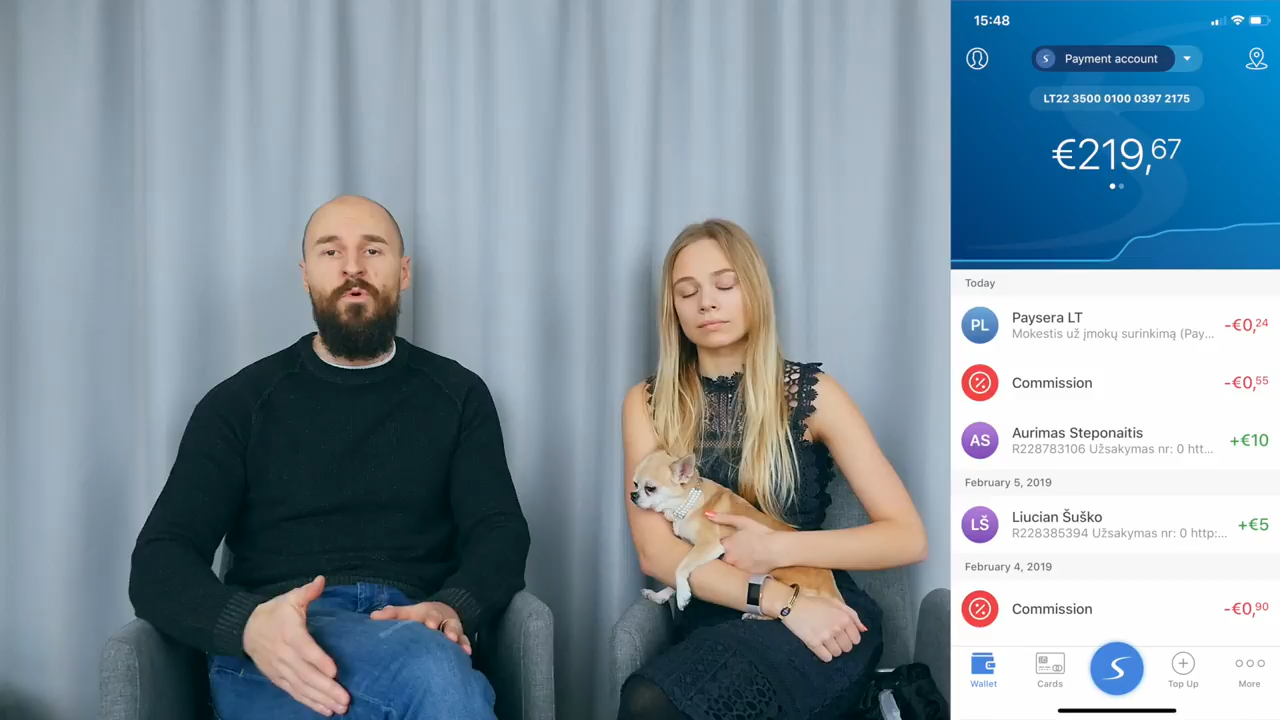 15:48
S Payment account
LT22 3500 0100 0397 2175
€219,67
Today
PL Paysera LT -€0,24
Mokestis už įmokų surinkimą (Pay...
Commission -€0,55
AS Aurimas Steponaitis +€10
R228783106 Užsakymas nr: 0 htt...
February 5, 2019
LŠ Liucian Šuško +€5
R228385394 Užsakymas nr: 0 http:...
February 4, 2019
Commission -€0,90
S
Wallet Cards Top Up More